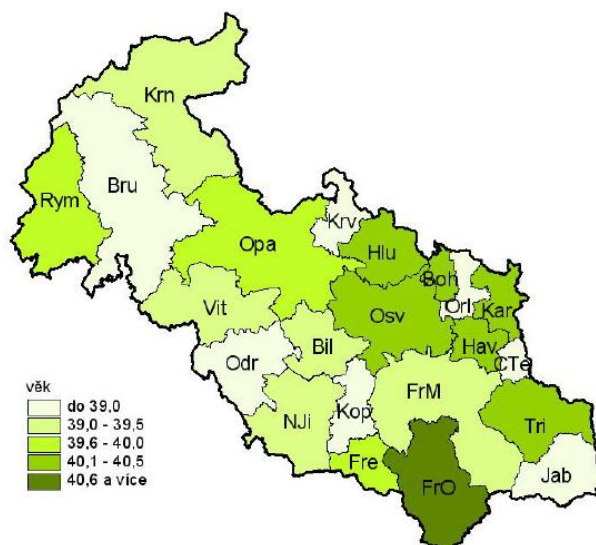 Krn
Bru
Rym
Krv
Opa
Hlu
Boh
Orl
Kar
Vit
Osv
Hav
Bil
Odr
CTe
FrM
NJi
Kop
Tri
Fre
Jab
FrO
věk
do 39,0
39,0 - 39,5
39,6 - 40,0
40,1 - 40,5
40,6 a více